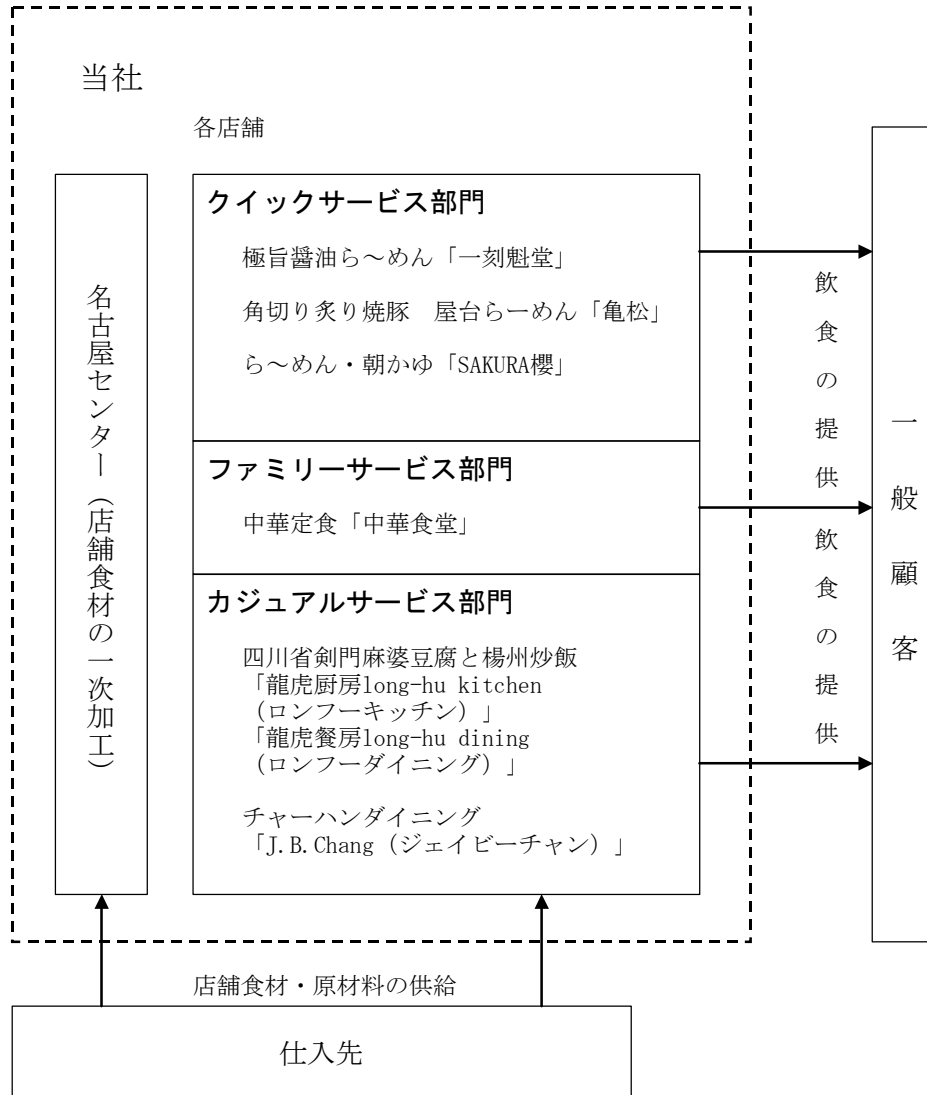 当社
各店舗
名古屋センター（店舗食材の一次加工）
クイックサービス部門
極旨醤油ら～めん「一刻魁堂」
角切り炙り焼豚　屋台らーめん「亀松」
ら～めん・朝かゆ「SAKURA櫻」
ファミリーサービス部門
中華定食「中華食堂」
カジュアルサービス部門
四川省剣門麻婆豆腐と楊州炒飯
「龍虎厨房long-hu kitchen
（ロンフーキッチン）」
「龍虎餐房long-hu dining
（ロンフーダイニング）」
チャーハンダイニング
「J.B.Chang（ジェイビーチャン）」
飲食の提供
飲食の提供
一般顧客
店舗食材・原材料の供給
仕入先